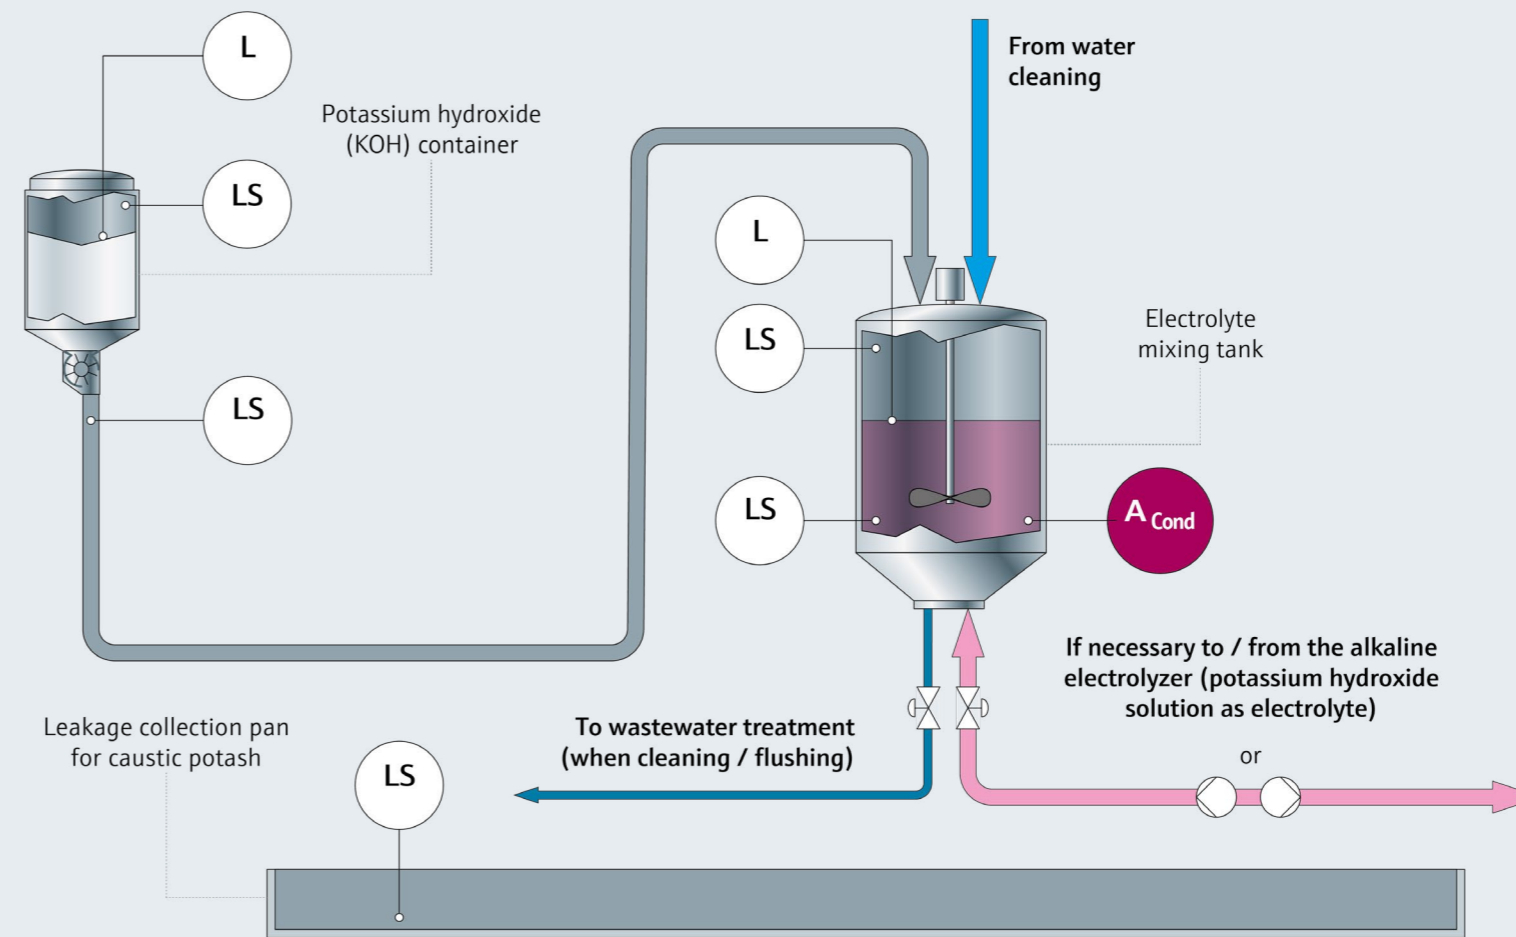 L
From water
cleaning
Potassium hydroxide
(KOH) container
LS
L
LS
Electrolyte
mixing tank
LS
LS
A Cond
If necessary to / from the alkaline
electrolyzer (potassium hydroxide
solution as electrolyte)
or
To wastewater treatment
(when cleaning / flushing)
Leakage collection pan
for caustic potash
LS